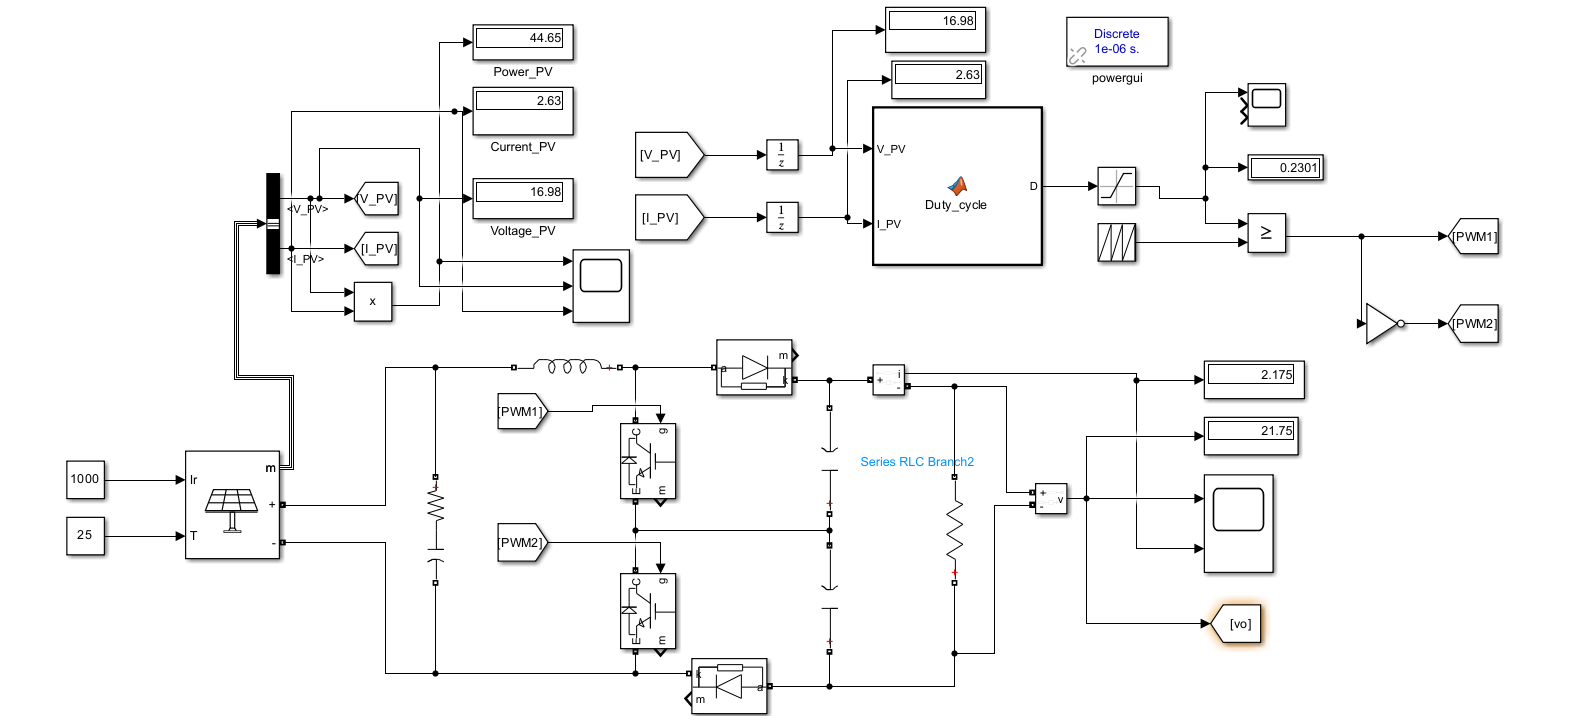 44.65
Power_PV
2.63
Current_PV
16.98
Voltage_PV
<V_PV>
[V_PV]
<I_PV>
[I_PV]
x
[V_PV]
1
z
[I_PV]
1
z
16.98
2.63
V_PV
I_PV
D
Duty_cycle
Discrete
1e-06 s.
powergui
0.2301
≥
[PWM1]
[PWM2]
1000
25
Ir
T
m
+
-
+
+
[PWM1]
g
C
E
m
[PWM2]
g
C
E
m
a
k
m
k
a
m
+
+
Series RLC Branch2
+
i
-
+
+
-
v
2.175
21.75
[vo]